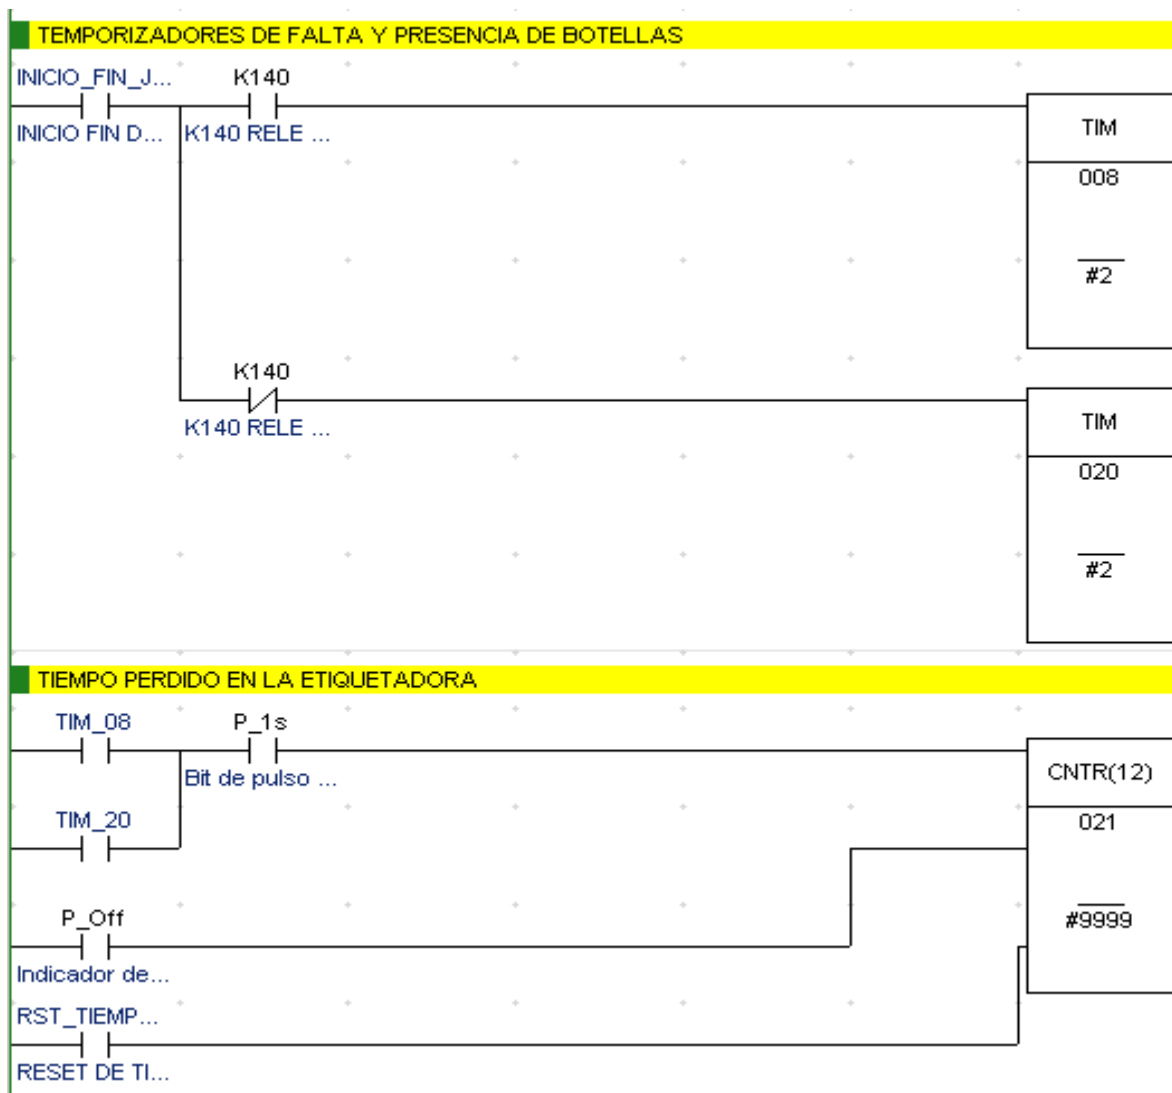 TEMPORIZADORES DE FALTA Y PRESENCIA DE BOTELLAS
INICIO_FIN_J... K140
INICIO FIN D... K140 RELE ...
TIM
008
#2
K140
K140 RELE ...
TIM
020
#2
TIEMPO PERDIDO EN LA ETIQUETADORA
TIM_08 P_1s
Bit de pulso ...
CNTR(12)
TIM_20
021
P_Off
#9999
Indicador de...
RST_TIEMP...
RESET DE TI...